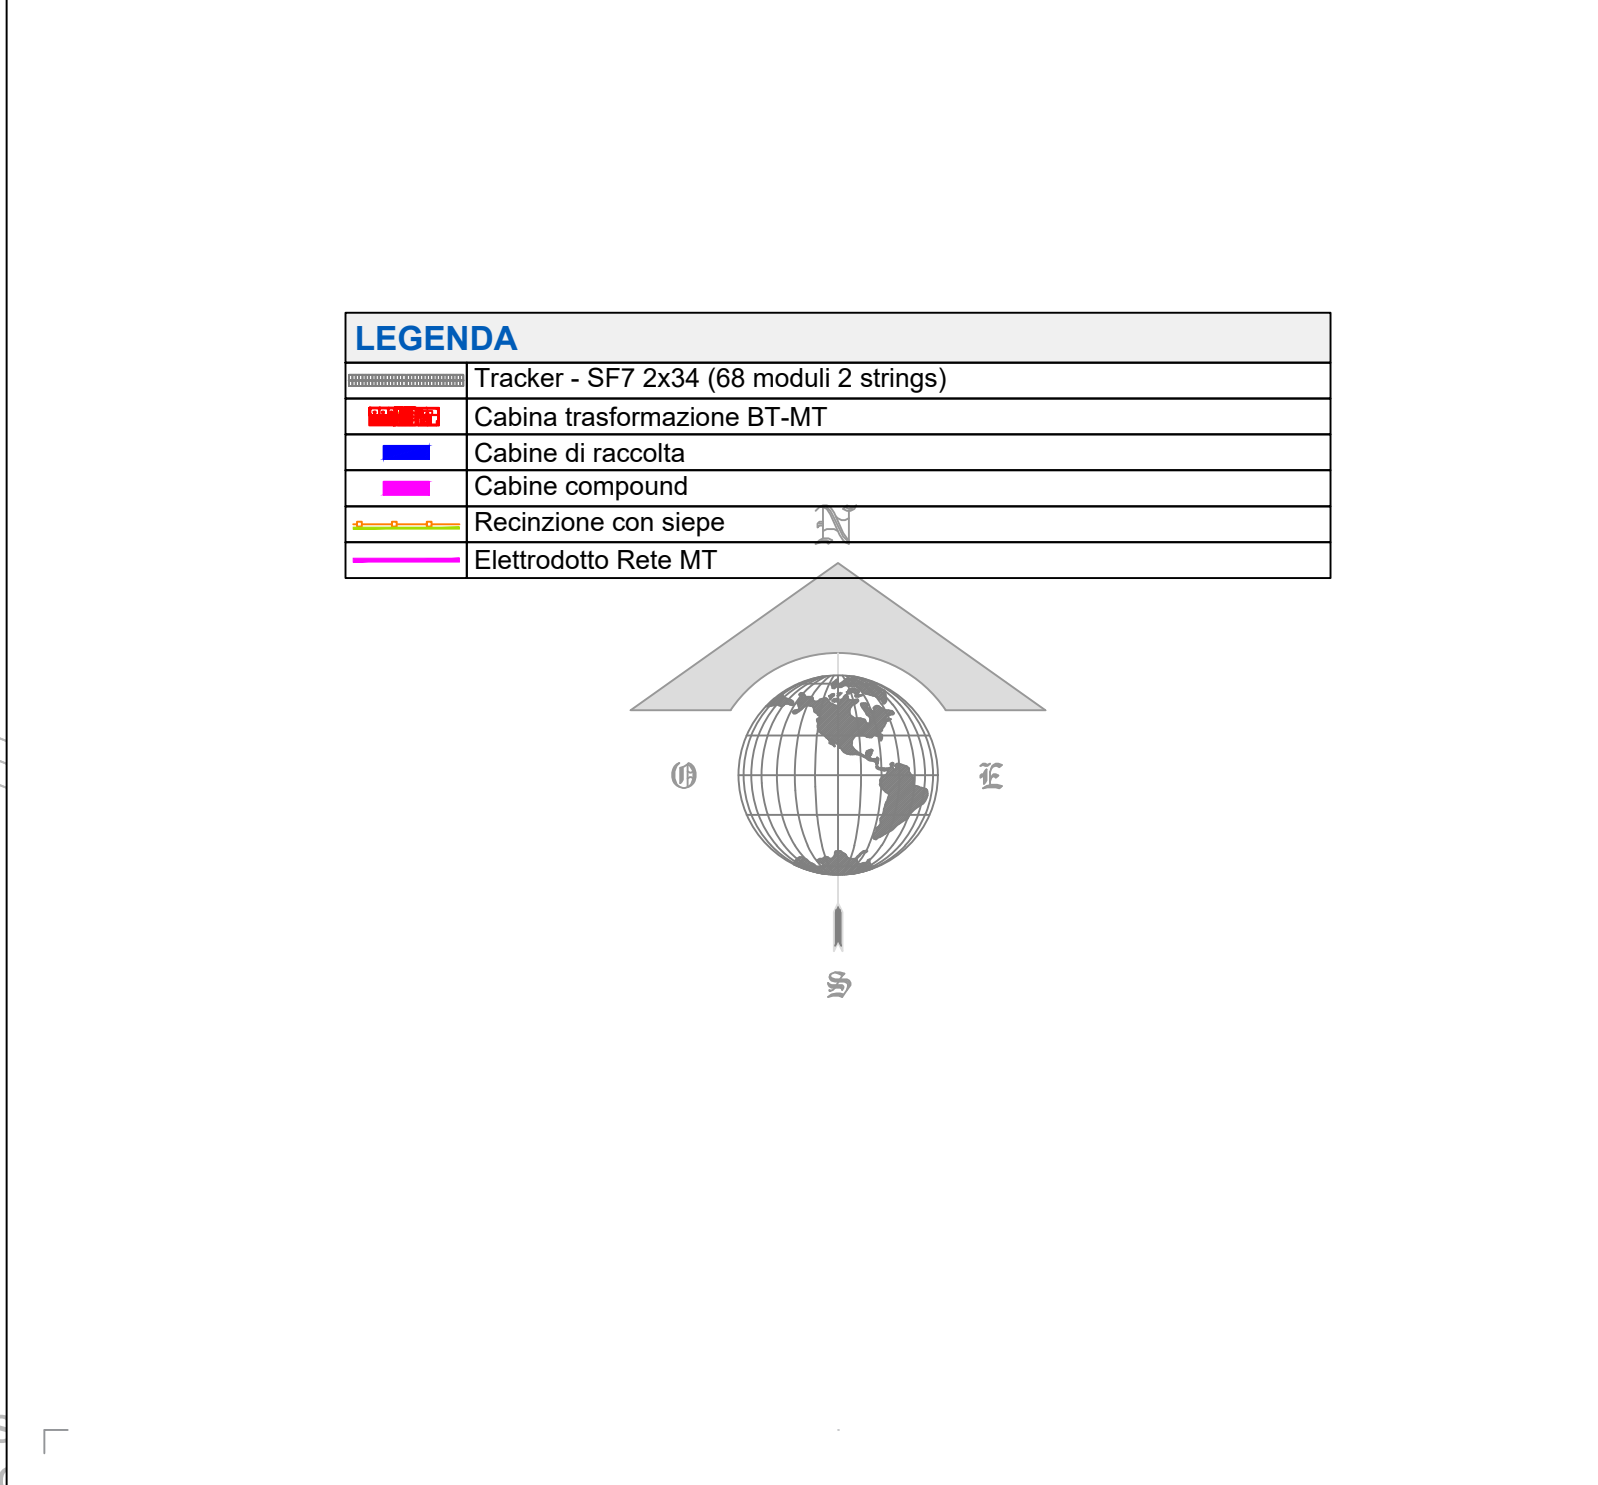 LEGENDA
Tracker - SF7 2x34 (68 moduli 2 strings)
Cabina trasformazione BT-MT
Cabine di raccolta
Cabine compound
Recinzione con siepe
N
Elettrodotto Rete MT
O
E
S